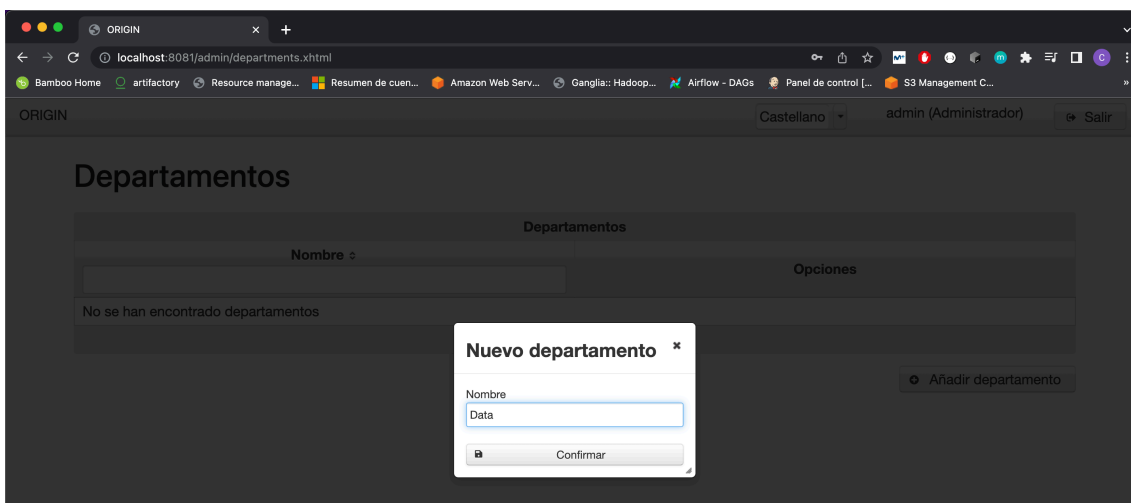 ORIGIN
localhost:8081/admin/departments.xhtml
Bamboo Home artifactory Resource manage... Resumen de cuen... Amazon Web Serv... Ganglia:: Hadoop... Airflow - DAGs Panel de control [... S3 Management C... »
ORIGIN Castellano admin (Administrador) Salir
Departamentos
Departamentos
Nombre
Opciones
No se han encontrado departamentos
Nuevo departamento
Nombre
Data
Confirmar
Añadir departamento